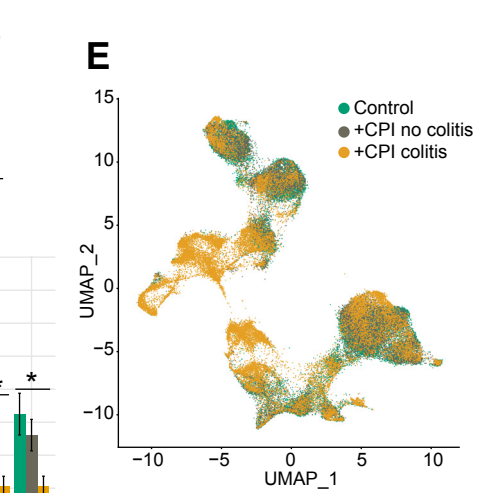 E
15
10
5
0
−5
−10
UMAP_2
Control
+CPI no colitis
+CPI colitis
−10 −5 0 5 10
UMAP_1
*